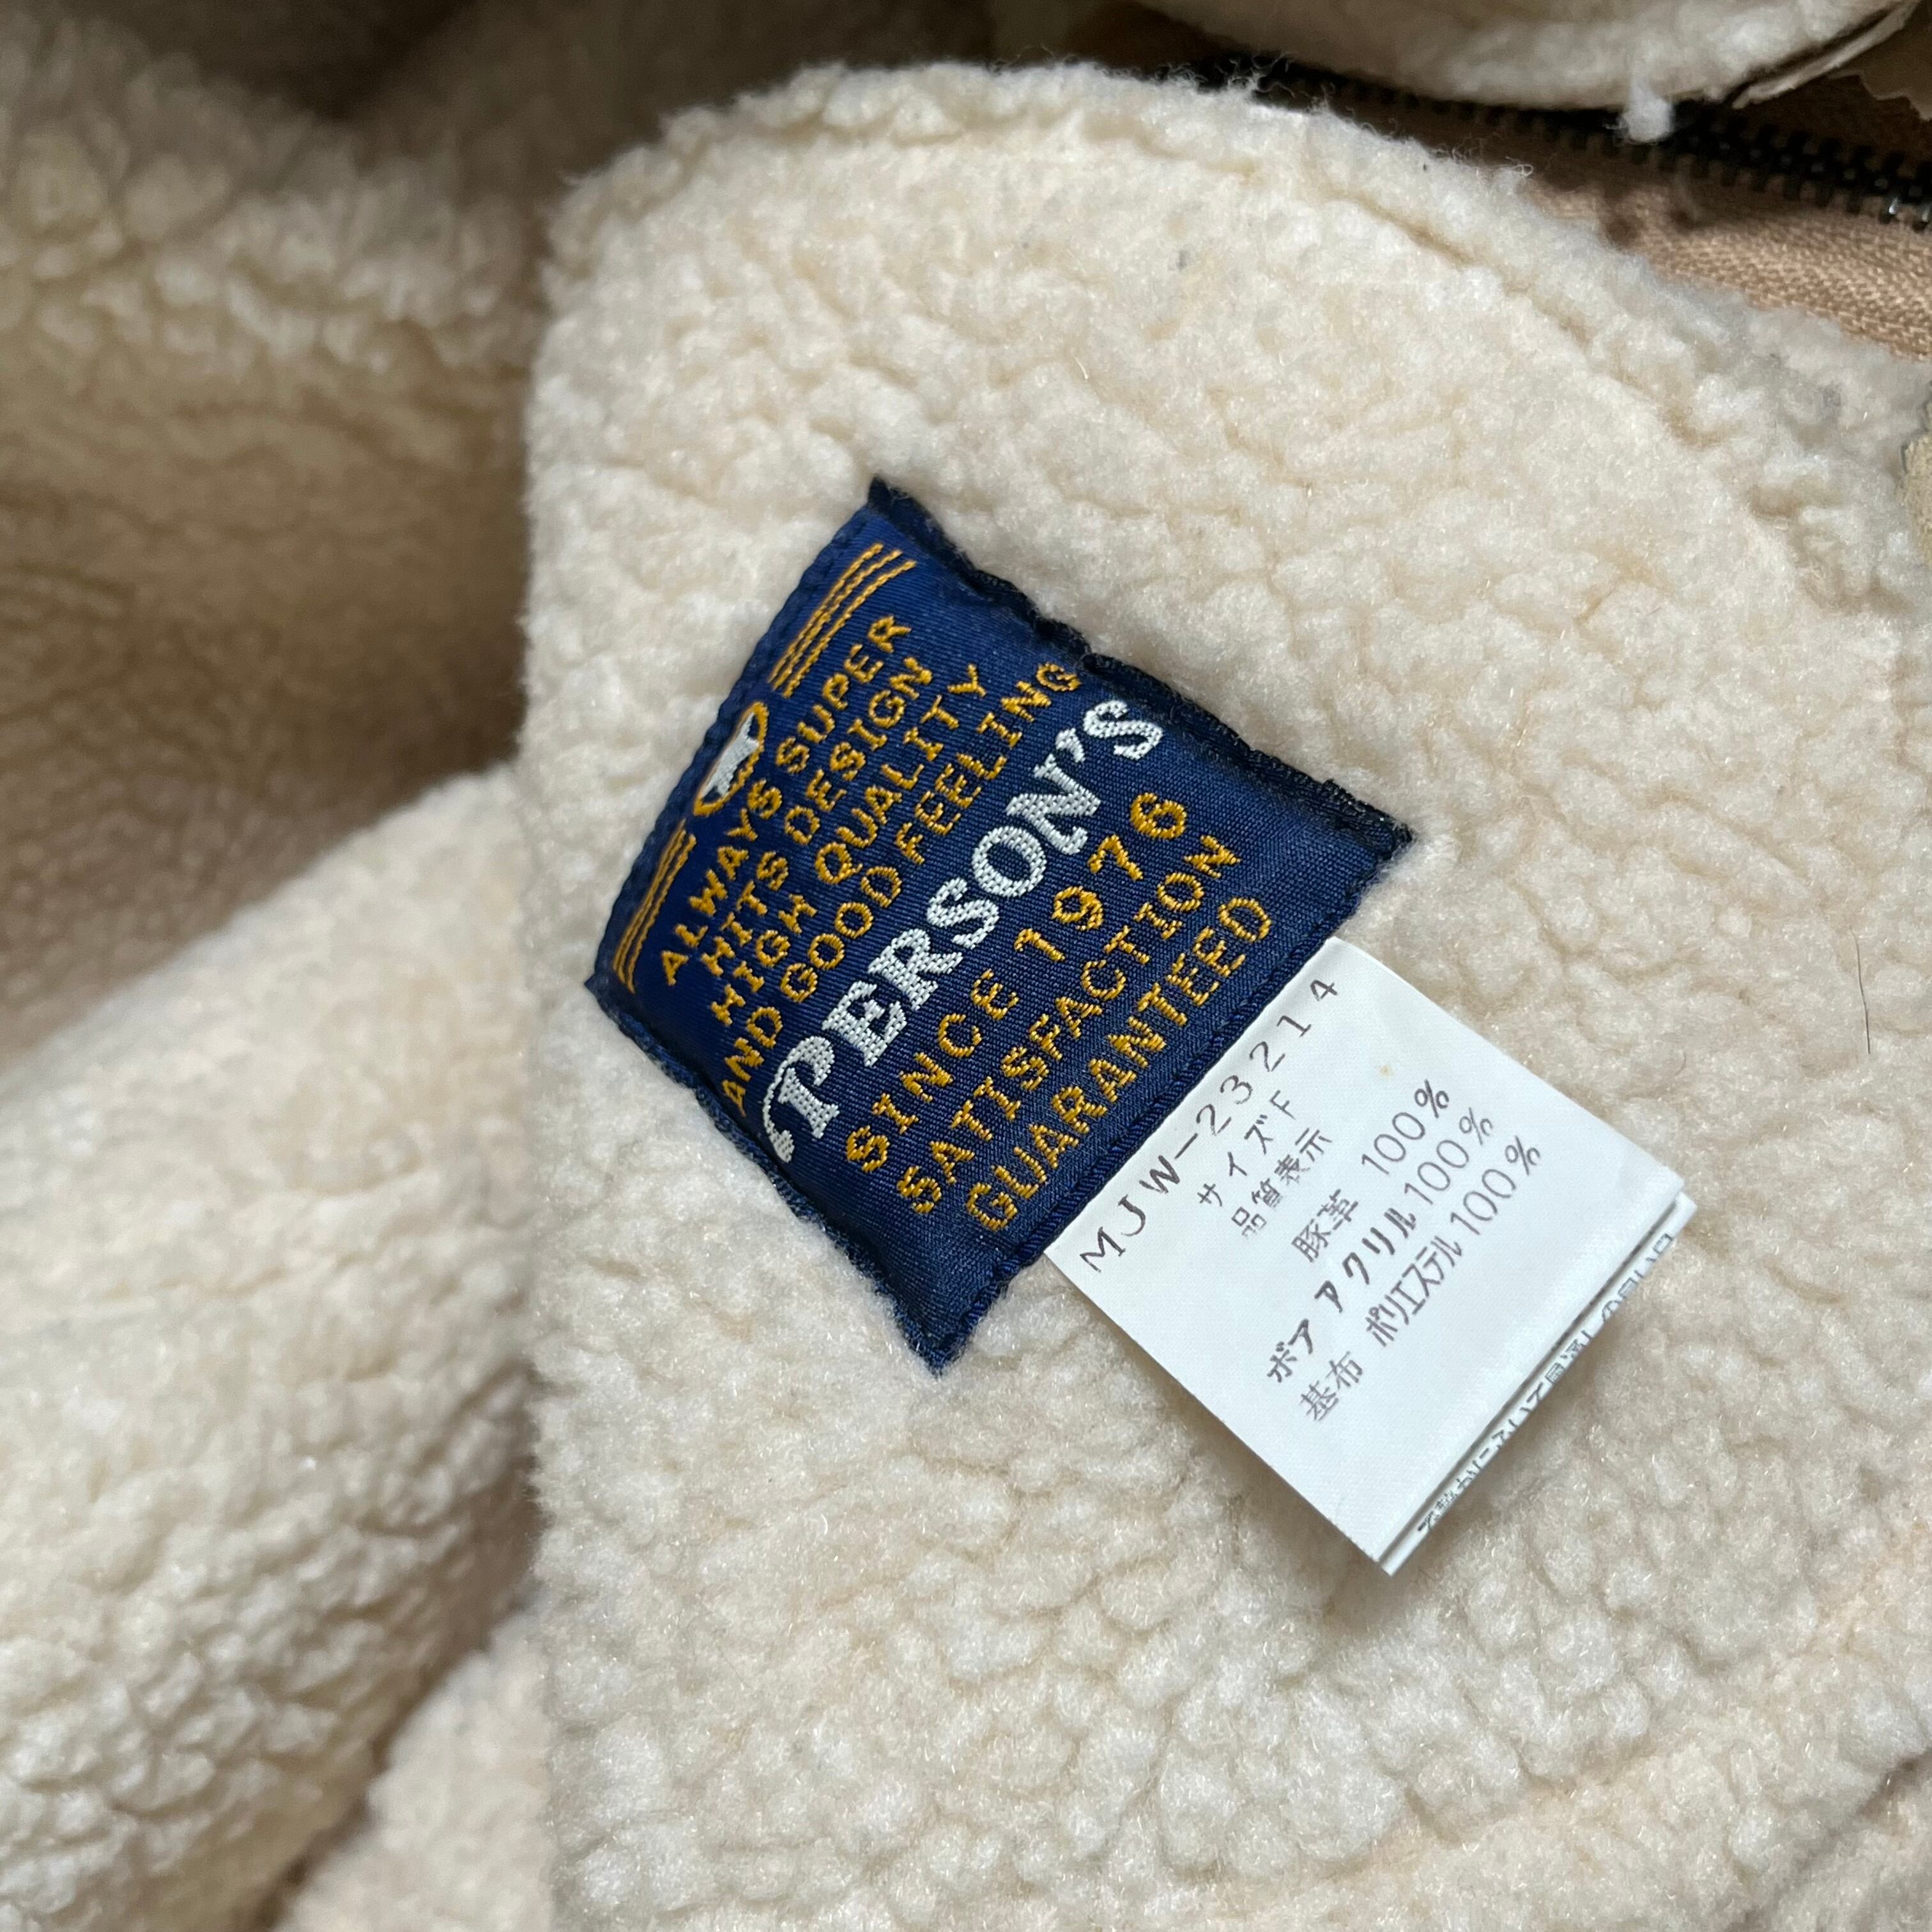 ALWAYS SUPER
HITS DESIGN
HIGH QUALITY
AND GOOD FEELING
PERSON'S
SINCE 1976
SATISFACTION
GUARANTEED
MJW-23214
サイズF
品質表示
豚革 100%
ボア アクリル100%
基布 ポリエステル100%